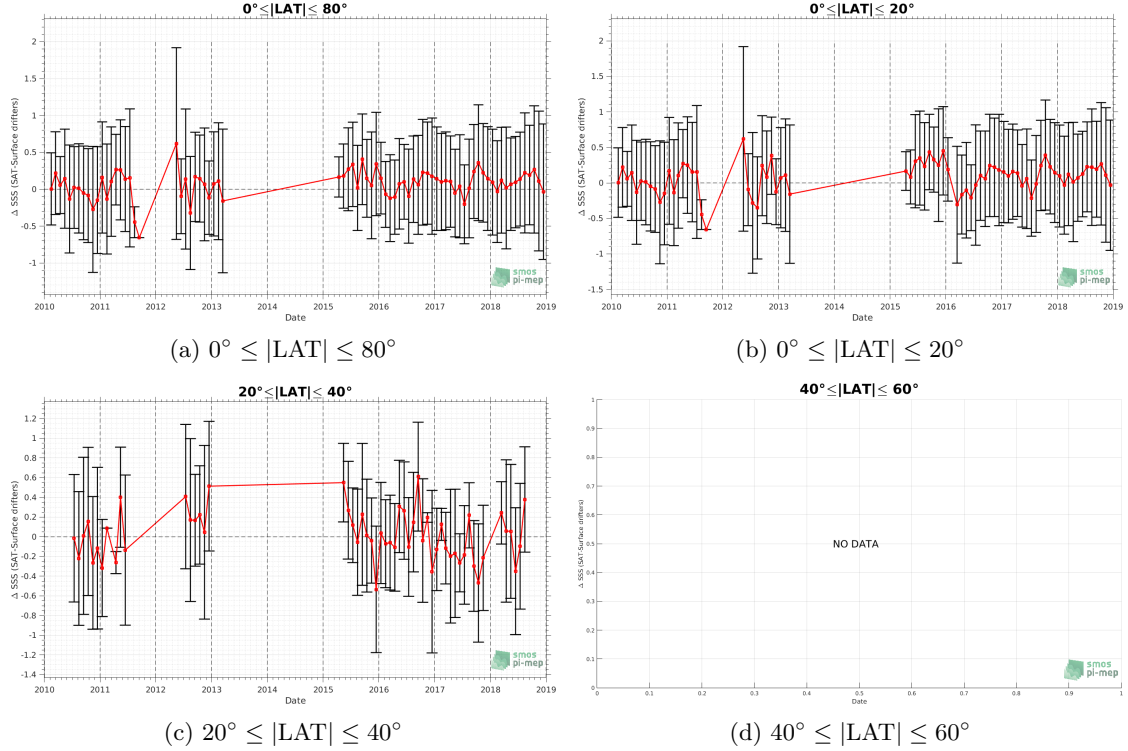 0°≤|LAT|≤ 80°
Δ SSS (SAT-Surface drifters)
2
1.5
1
0.5
0
-0.5
-1
2010 2011 2012 2013 2014 2015 2016 2017 2018 2019
Date
smos
pi-mep
(a) 0° ≤ |LAT| ≤ 80°
0°≤|LAT|≤ 20°
Δ SSS (SAT-Surface drifters)
2
1.5
1
0.5
0
-0.5
-1
-1.5
2010 2011 2012 2013 2014 2015 2016 2017 2018 2019
Date
smos
pi-mep
(b) 0° ≤ |LAT| ≤ 20°
20°≤|LAT|≤ 40°
Δ SSS (SAT-Surface drifters)
1.2
1
0.8
0.6
0.4
0.2
0
-0.2
-0.4
-0.6
-0.8
-1
-1.2
-1.4
2010 2011 2012 2013 2014 2015 2016 2017 2018 2019
Date
smos
pi-mep
(c) 20° ≤ |LAT| ≤ 40°
40°≤|LAT|≤ 60°
Δ SSS (SAT-Surface drifters)
1
0.9
0.8
0.7
0.6
0.5
0.4
0.3
0.2
0.1
0
NO DATA
0 0.1 0.2 0.3 0.4 0.5 0.6 0.7 0.8 0.9 1
Date
smos
pi-mep
(d) 40° ≤ |LAT| ≤ 60°